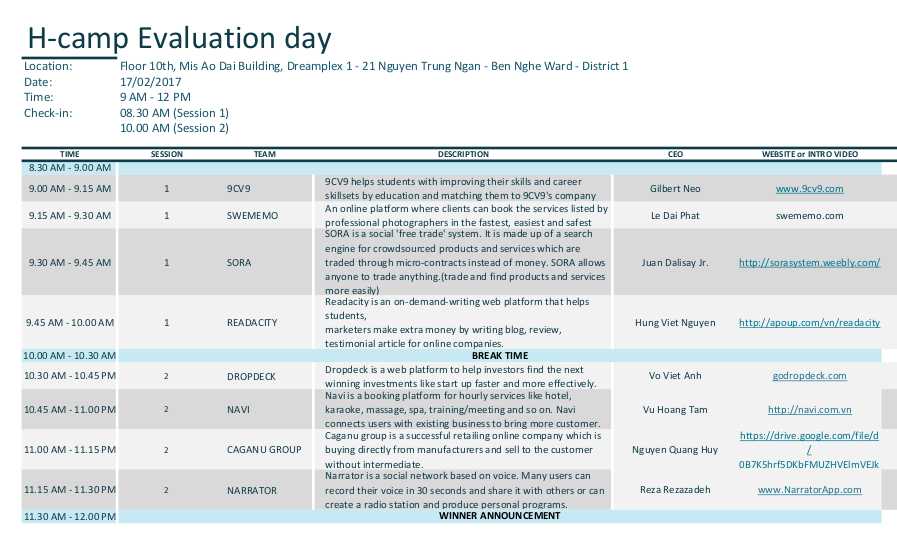 H-camp Evaluation day
Location: Floor 10th, Mis Ao Dai Building, Dreamplex 1 - 21 Nguyen Trung Ngan - Ben Nghe Ward - District 1
Date: 17/02/2017
Time: 9 AM - 12 PM
Check-in: 08.30 AM (Session 1)
10.00 AM (Session 2)
TIME SESSION TEAM DESCRIPTION CEO WEBSITE or INTRO VIDEO
8.30 AM - 9.00 AM
9CV9 helps students with improving their skills and career
9.00 AM - 9.15 AM 1 9CV9 Gilbert Neo www.9cv9.com
skillsets by education and matching them to 9CV9's company
An online platform where clients can book the services listed by
9.15 AM - 9.30 AM 1 SWEMEMO Le Dai Phat swememo.com
professional photographers in the fastest, easiest and safest
SORA is a social 'free trade' system. It is made up of a search
engine for crowdsourced products and services which are
9.30 AM - 9.45 AM 1 SORA traded through micro-contracts instead of money. SORA allows Juan Dalisay Jr. http://sorasystem.weebly.com/
anyone to trade anything.(trade and find products and services
more easily)
Readacity is an on-demand-writing web platform that helps
students,
9.45 AM - 10.00 AM 1 READACITY Hung Viet Nguyen http://apoup.com/vn/readacity
marketers make extra money by writing blog, review,
testimonial article for online companies.
10.00 AM - 10.30 AM BREAK TIME
Dropdeck is a web platform to help investors find the next
10.30 AM - 10.45 PM 2 DROPDECK Vo Viet Anh godropdeck.com
winning investments like start up faster and more effectively.
Navi is a booking platform for hourly services like hotel,
10.45 AM - 11.00 PM 2 NAVI karaoke, massage, spa, training/meeting and so on. Navi Vu Hoang Tam http://navi.com.vn
connects users with existing business to bring more customer.
Caganu group is a successful retailing online company which is https://drive.google.com/file/d
11.00 AM - 11.15 PM 2 CAGANU GROUP buying directly from manufacturers and sell to the customer Nguyen Quang Huy /
without intermediate. 0B7K5hrf5DKbFMUZHVElmVEJk
Narrator is a social network based on voice. Many users can
11.15 AM - 11.30 PM 2 NARRATOR record their voice in 30 seconds and share it with others or can Reza Rezazadeh www.NarratorApp.com
create a radio station and produce personal programs.
11.30 AM - 12.00 PM WINNER ANNOUNCEMENT